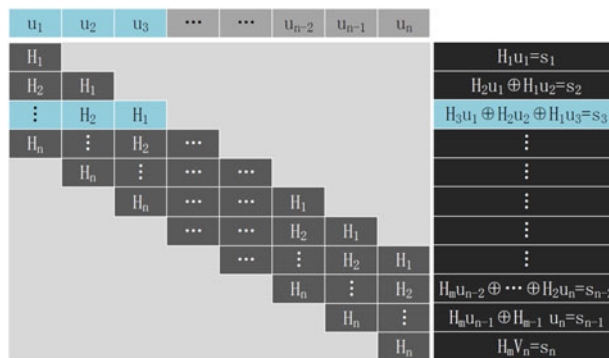 u₁ u₂ u₃ ⋯ ⋯ uₙ₋₂ uₙ₋₁ uₙ
H₁ H₁u₁=s₁
H₂ H₁ H₂u₁⊕H₁u₂=s₂
⋮ H₂ H₁ H₃u₁⊕H₂u₂⊕H₁u₃=s₃
Hₙ ⋮ H₂ ⋯ ⋮
Hₙ ⋮ ⋯ ⋯ ⋮
Hₙ ⋯ ⋯ H₁ ⋮
⋯ ⋯ H₂ H₁ ⋮
⋯ ⋮ H₂ H₁ ⋮
Hₙ ⋮ H₂ Hₘuₙ₋₂⊕⋯⊕H₂uₙ=sₙ₋₂
Hₙ ⋮ Hₘuₙ₋₁⊕Hₘ₋₁ uₙ=sₙ₋₁
Hₙ HₘVₙ=sₙ